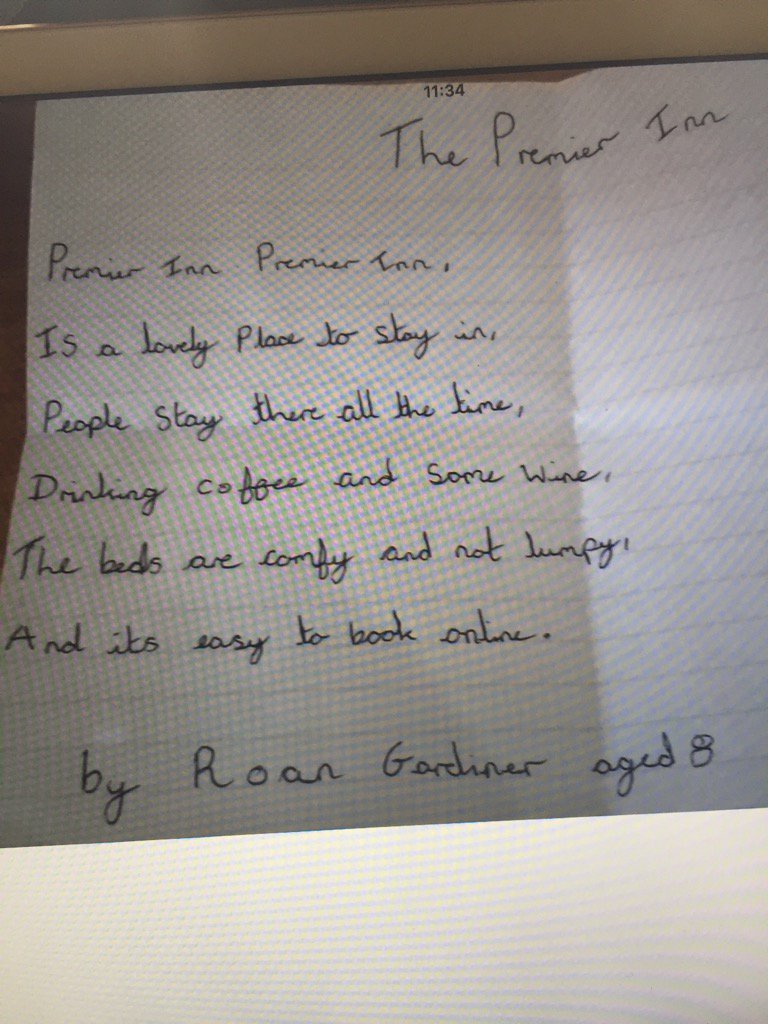 11:34
The Premier Inn
Premier Inn Premier Inn,
Is a lovely Place to stay in,
People stay there all the time,
Drinking coffee and some wine,
The beds are comfy and not lumpy,
And its easy to book online.
by Roan Gardiner aged 8